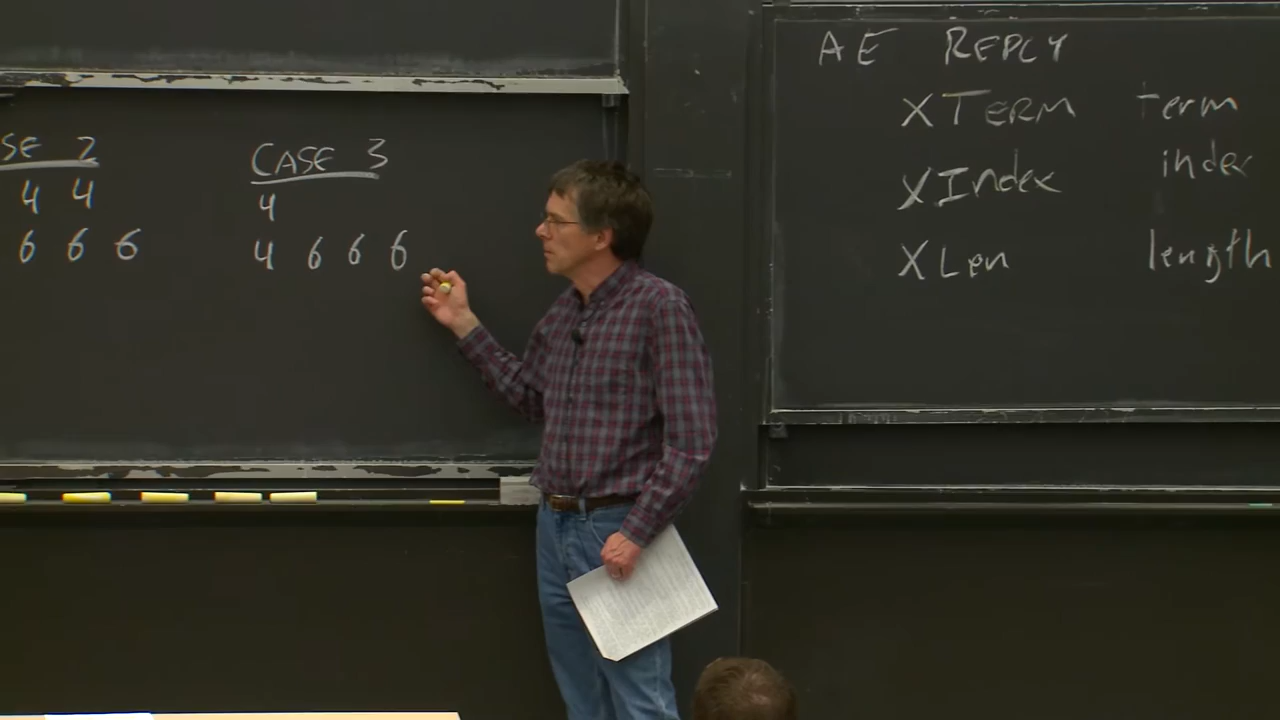 SE 2
4 4
6 6 6
CASE 3
4
4 6 6 6
AE REPLY
XTERM term
XIndex index
XLen length